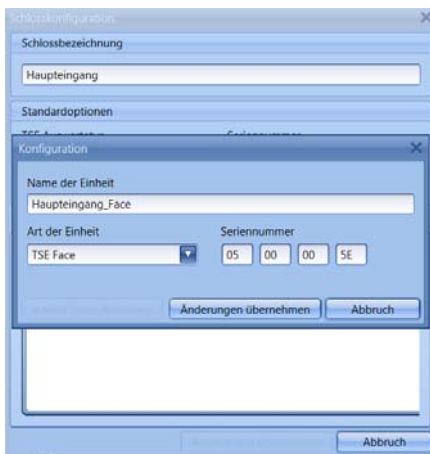 Schlosskonfiguration
Schlossbezeichnung
Haupteingang
Standardoptionen
Konfiguration
Name der Einheit
Haupteingang_Face
Art der Einheit Seriennummer
TSE Face 05 00 00 5E
Änderungen übernehmen Abbruch
Abbruch